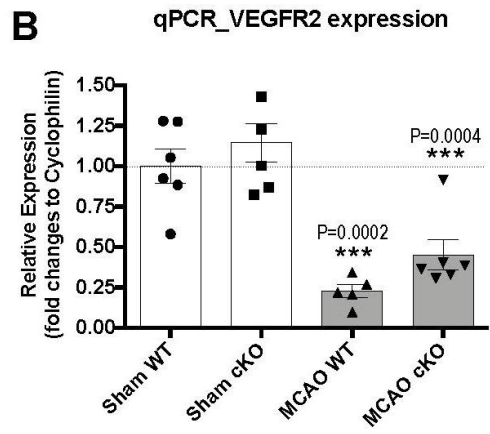 B
qPCR_VEGFR2 expression
Relative Expression
(fold changes to Cyclophilin)
1.50
1.25
1.00
0.75
0.50
0.25
0.00
P=0.0002
***
P=0.0004
***
Sham WT
Sham cKO
MCAO WT
MCAO cKO